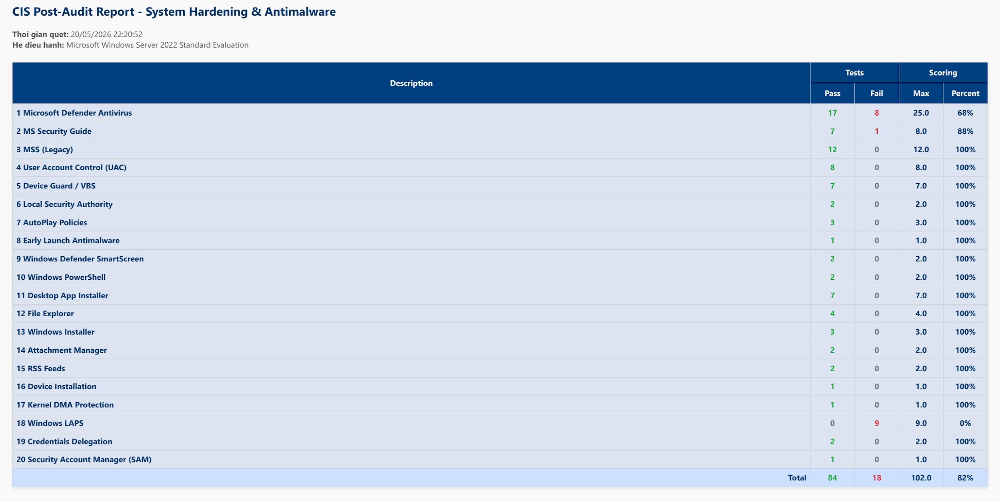 CIS Post-Audit Report - System Hardening & Antimalware
Thoi gian quet: 20/05/2026 22:20:52
He dieu hanh: Microsoft Windows Server 2022 Standard Evaluation
Description Tests Scoring
Pass Fail Max Percent
1 Microsoft Defender Antivirus 17 8 25.0 68%
2 MS Security Guide 7 1 8.0 88%
3 MSS (Legacy) 12 0 12.0 100%
4 User Account Control (UAC) 8 0 8.0 100%
5 Device Guard / VBS 7 0 7.0 100%
6 Local Security Authority 2 0 2.0 100%
7 AutoPlay Policies 3 0 3.0 100%
8 Early Launch Antimalware 1 0 1.0 100%
9 Windows Defender SmartScreen 2 0 2.0 100%
10 Windows PowerShell 2 0 2.0 100%
11 Desktop App Installer 7 0 7.0 100%
12 File Explorer 4 0 4.0 100%
13 Windows Installer 3 0 3.0 100%
14 Attachment Manager 2 0 2.0 100%
15 RSS Feeds 2 0 2.0 100%
16 Device Installation 1 0 1.0 100%
17 Kernel DMA Protection 1 0 1.0 100%
18 Windows LAPS 0 9 9.0 0%
19 Credentials Delegation 2 0 2.0 100%
20 Security Account Manager (SAM) 1 0 1.0 100%
Total 84 18 102.0 82%